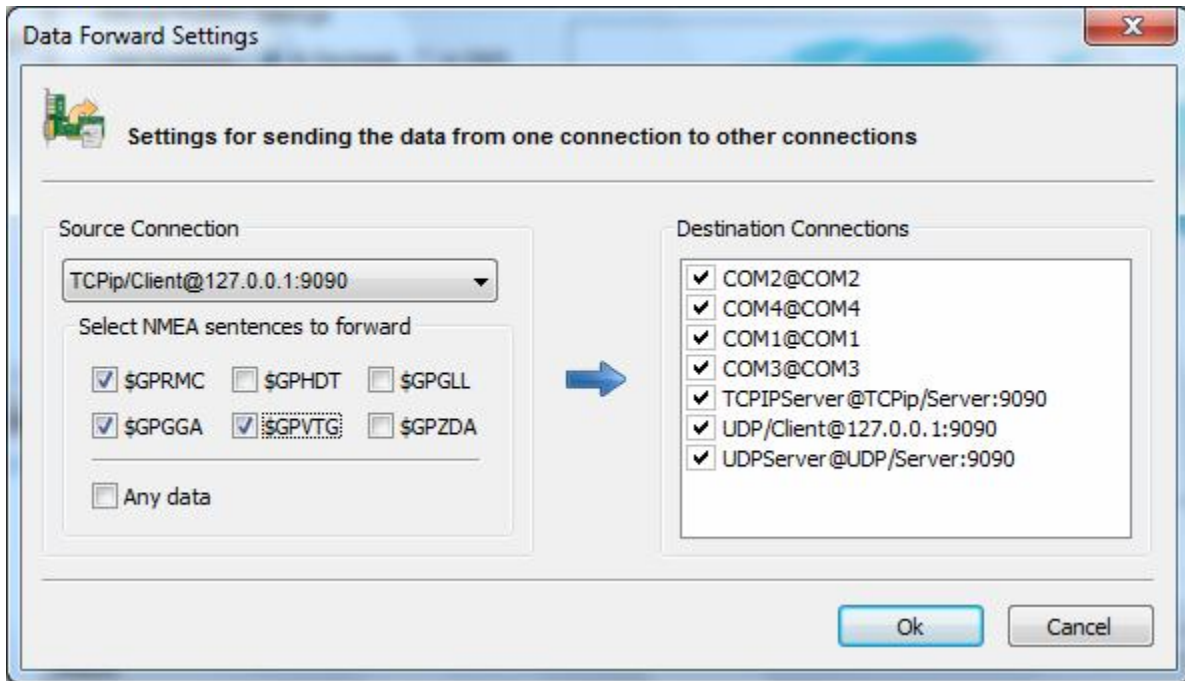 Data Forward Settings
Settings for sending the data from one connection to other connections
Source Connection
TCPip/Client@127.0.0.1:9090
Select NMEA sentences to forward
$GPRMC $GPHDT $GPGLL
$GPGGA $GPVTG $GPZDA
Any data
Destination Connections
COM2@COM2
COM4@COM4
COM1@COM1
COM3@COM3
TCPIPServer@TCPip/Server:9090
UDP/Client@127.0.0.1:9090
UDPServer@UDP/Server:9090
Ok Cancel